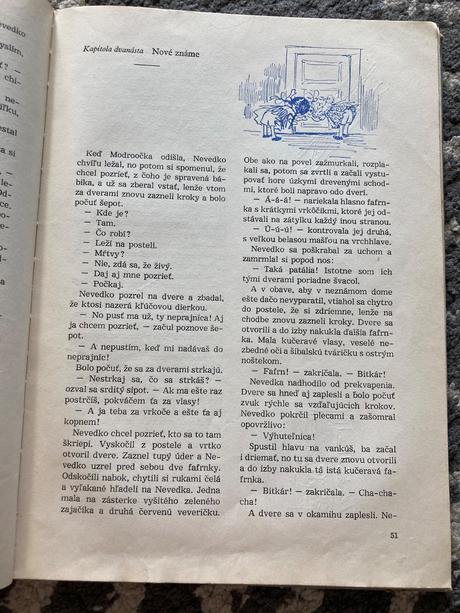 Nevedko
yslím,
uť? —
chi-
ne-
iľku,
estal
a si
Kapitola dvanásta Nové známe
Keď Modroočka odišla, Nevedko
chvíľu ležal, no potom si spomenul, že
chcel pozrieť, z čoho je spravená bá-
bika, a už sa zberal vstať, lenže vtom
za dverami znovu zazneli kroky a bolo
počuť šepot.
— Kde je?
— Tam.
— Čo robí?
— Leží na posteli.
— Mŕtvy?
— Nie, zdá sa, že živý.
— Daj aj mne pozrieť.
— Počkaj.
Nevedko pozrel na dvere a zbadal,
že ktosi nazerá kľúčovou dierkou.
— No pusť ma už, ty neprajnica! Aj
ja chcem pozrieť, — začul poznove še-
pot.
— A nepustím, keď mi nadávaš do
neprajníc!
Bolo počuť, že sa za dverami strkajú.
— Nestrkaj sa, čo sa strkáš? —
ozval sa srditý sipot. — Ak ma ešte raz
postrčíš, pokvačem ťa za vlasy!
— A ja teba za vrkoče a ešte ťa aj
kopnem!
Nevedko chcel pozrieť, kto sa to tam
škriepi. Vyskočil z postele a vrtko
otvoril dvere. Zaznel tupý úder a Ne-
vedko uzrel pred sebou dve fafrnky.
Odskočili nabok, chytili si rukami čelá
a vyľakané hľadeli na Nevedka. Jedna
mala na zásterke vyšitého zeleného
zajačika a druhá červenú veveričku.
Obe ako na povel zažmurkali, rozpla-
kali sa, potom sa zvrtli a začali vystu-
povať hore úzkymi drevenými schod-
mi, ktoré boli napravo od dverí.
— Á-á-á! — nariekala hlasno fafrn-
ka s krátkymi vrkôčikmi, ktoré jej od-
stávali na zátylku každý inou stranou.
— Ú-ú-ú! — kontrovala jej druhá,
s veľkou belasou mašľou na vrchhlave.
Nevedko sa poškrabal za uchom a
zamrmlal si popod nos:
— Taká patália! Istotne som ich
tými dverami poriadne švacol.
A v obave, aby v neznámom dome
ešte dačo nevyparatil, vtiahol sa chytro
do postele, že si zdriemne, lenže na
chodbe znovu zazneli kroky. Dvere sa
otvorili a do izby nakukla ďalšia fafrn-
ka. Mala kučeravé vlasy, veselé ne-
zbedné oči a šibalskú tváričku s ostrým
noštekom.
— Fafrn! — zakričala. — Bitkár!
Nevedka nadhodilo od prekvapenia.
Dvere sa hneď aj zaplesli a bolo počuť
zvuk rýchle sa vzďaľujúcich krokov.
Nevedko pokrčil plecami a zašomral
opovržlivo:
— Výhuteľnica!
Spustil hlavu na vankúš, ba začal
i driemať, no tu sa dvere znovu otvorili
a do izby nakukla tá istá kučeravá fa-
frnka.
— Bitkár! — zakričala. — Cha-cha-
cha!
A dvere sa v okamihu zaplesli. Ne-
51